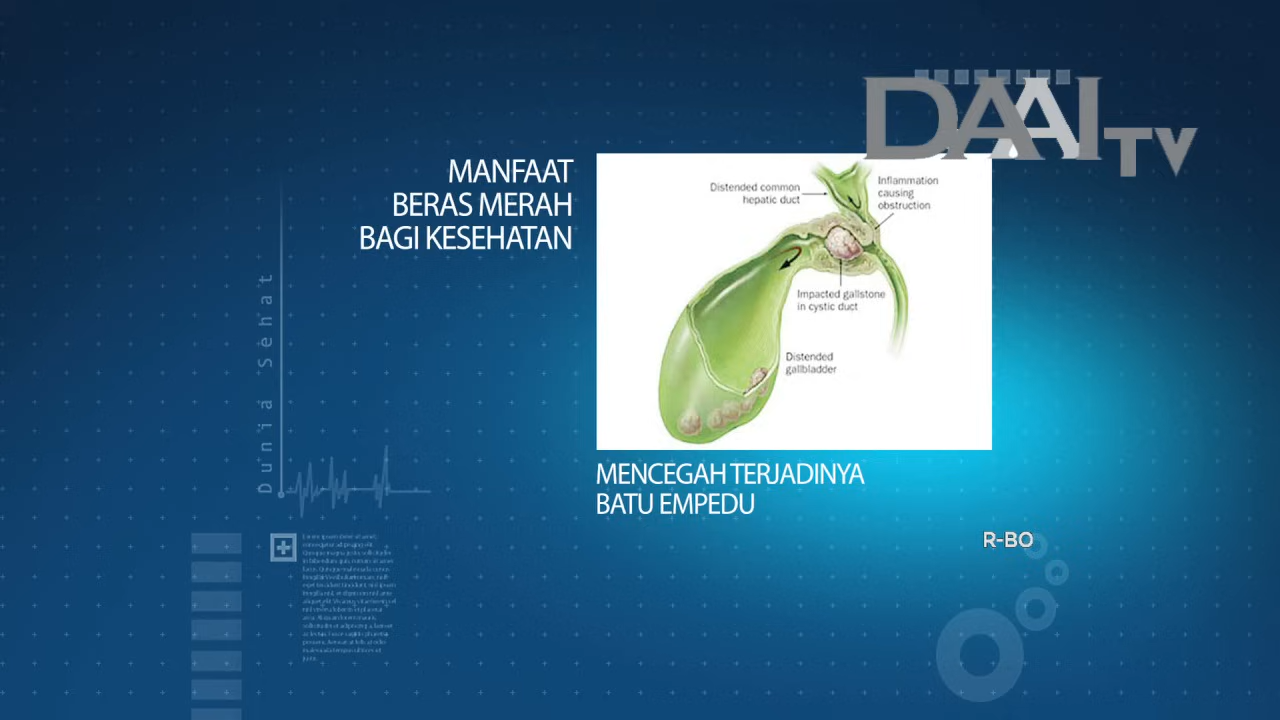 DAAI TV
MANFAAT
BERAS MERAH
BAGI KESEHATAN
Distended common
hepatic duct
Inflammation
causing
obstruction
Impacted gallstone
in cystic duct
Distended
gallbladder
MENCEGAH TERJADINYA
BATU EMPEDU
R-BO
Dunia Sehat